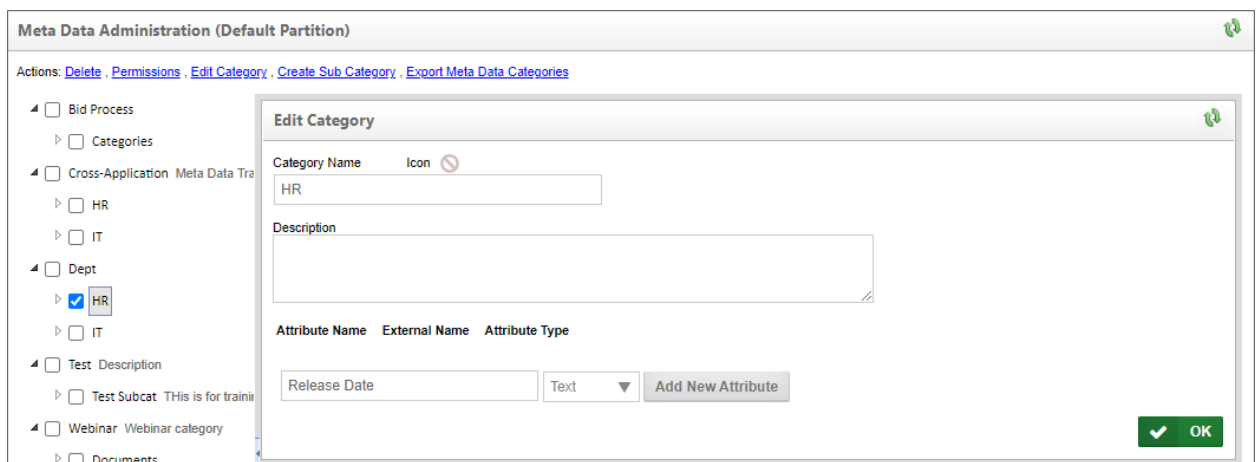 Meta Data Administration (Default Partition)
Actions: Delete , Permissions , Edit Category , Create Sub Category , Export Meta Data Categories
Bid Process
Categories
Cross-Application Meta Data Tra
HR
IT
Dept
HR
IT
Test Description
Test Subcat THis is for trainin
Webinar Webinar category
Documents
Edit Category
Category Name Icon
HR
Description
Attribute Name External Name Attribute Type
Release Date Text Add New Attribute
OK